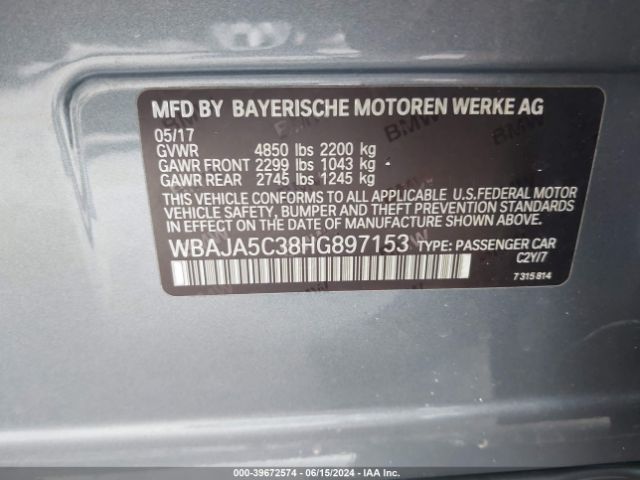 MFD BY BAYERISCHE MOTOREN WERKE AG
05/17
GVWR 4850 lbs 2200 kg
GAWR FRONT 2299 lbs 1043 kg
GAWR REAR 2745 lbs 1245 kg
THIS VEHICLE CONFORMS TO ALL APPLICABLE U.S.FEDERAL MOTOR
VEHICLE SAFETY, BUMPER AND THEFT PREVENTION STANDARDS
IN EFFECT ON THE DATE OF MANUFACTURE SHOWN ABOVE.
WBAJA5C38HG897153 TYPE: PASSENGER CAR
C2Y/7
7 315 814
000-39672574 - 06/15/2024 - IAA Inc.